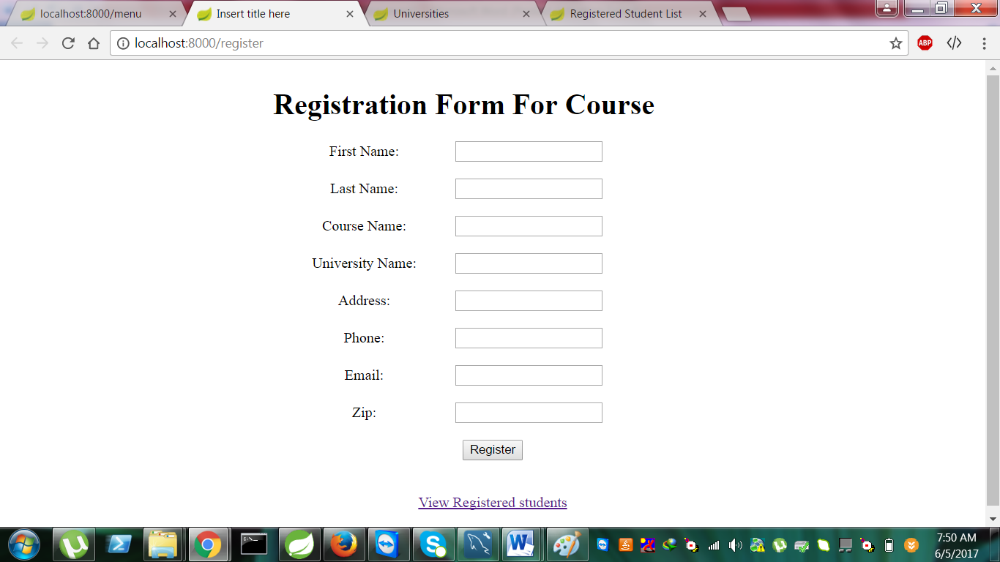 localhost:8000/menu
Insert title here
Universities
Registered Student List
localhost:8000/register
ABP
Registration Form For Course
First Name:
Last Name:
Course Name:
University Name:
Address:
Phone:
Email:
Zip:
Register
View Registered students
7:50 AM
6/5/2017